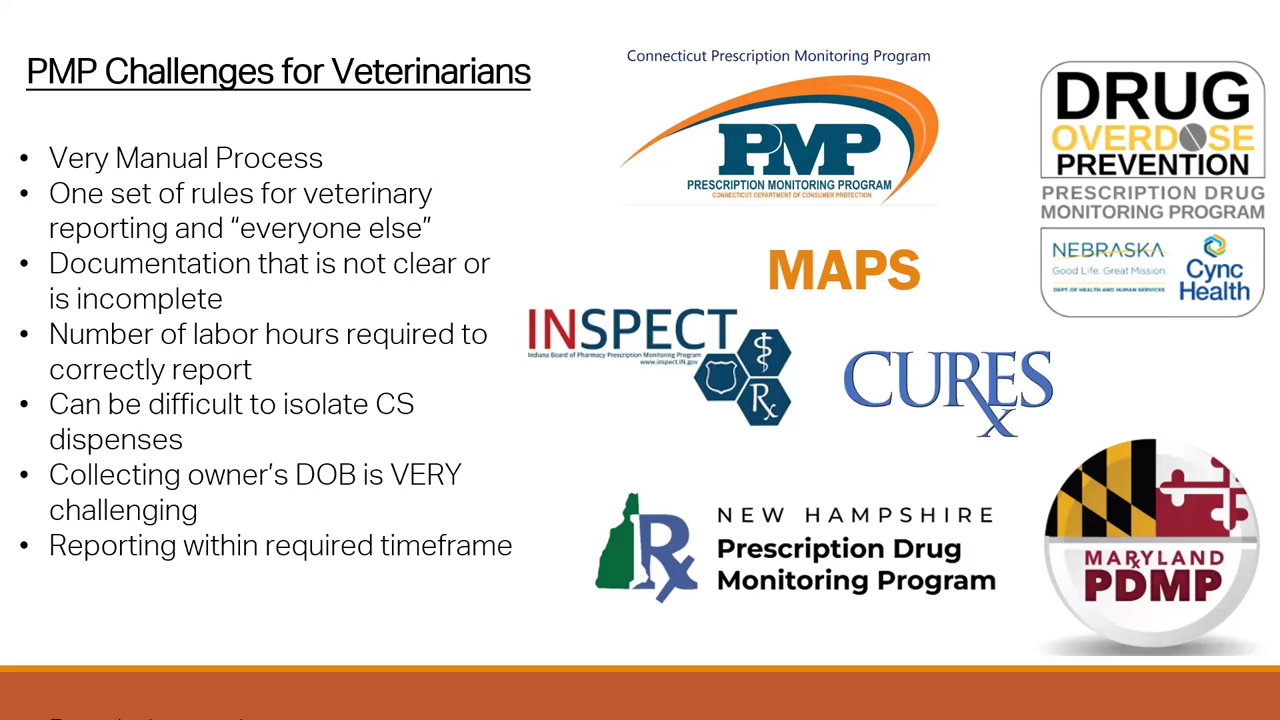 PMP Challenges for Veterinarians
• Very Manual Process
• One set of rules for veterinary
reporting and “everyone else”
• Documentation that is not clear or
is incomplete
• Number of labor hours required to
correctly report
• Can be difficult to isolate CS
dispenses
• Collecting owner’s DOB is VERY
challenging
• Reporting within required timeframe
Connecticut Prescription Monitoring Program
PMP
PRESCRIPTION MONITORING PROGRAM
CONNECTICUT DEPARTMENT OF CONSUMER PROTECTION
DRUG
OVERDOSE
PREVENTION
PRESCRIPTION DRUG
MONITORING PROGRAM
NEBRASKA
Good Life. Great Mission.
DEPT. OF HEALTH AND HUMAN SERVICES
Cync
Health
MAPS
INSPECT
Indiana Board of Pharmacy Prescription Monitoring Program
www.inspect.IN.gov
Rx
CURES
Rx
NEW HAMPSHIRE
Prescription Drug
Monitoring Program
MARYLAND
PDMP